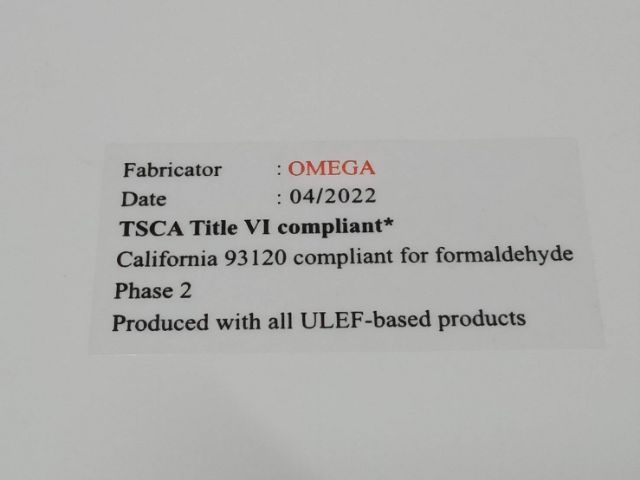 Fabricator : OMEGA
Date : 04/2022
TSCA Title VI compliant*
California 93120 compliant for formaldehyde
Phase 2
Produced with all ULEF-based products